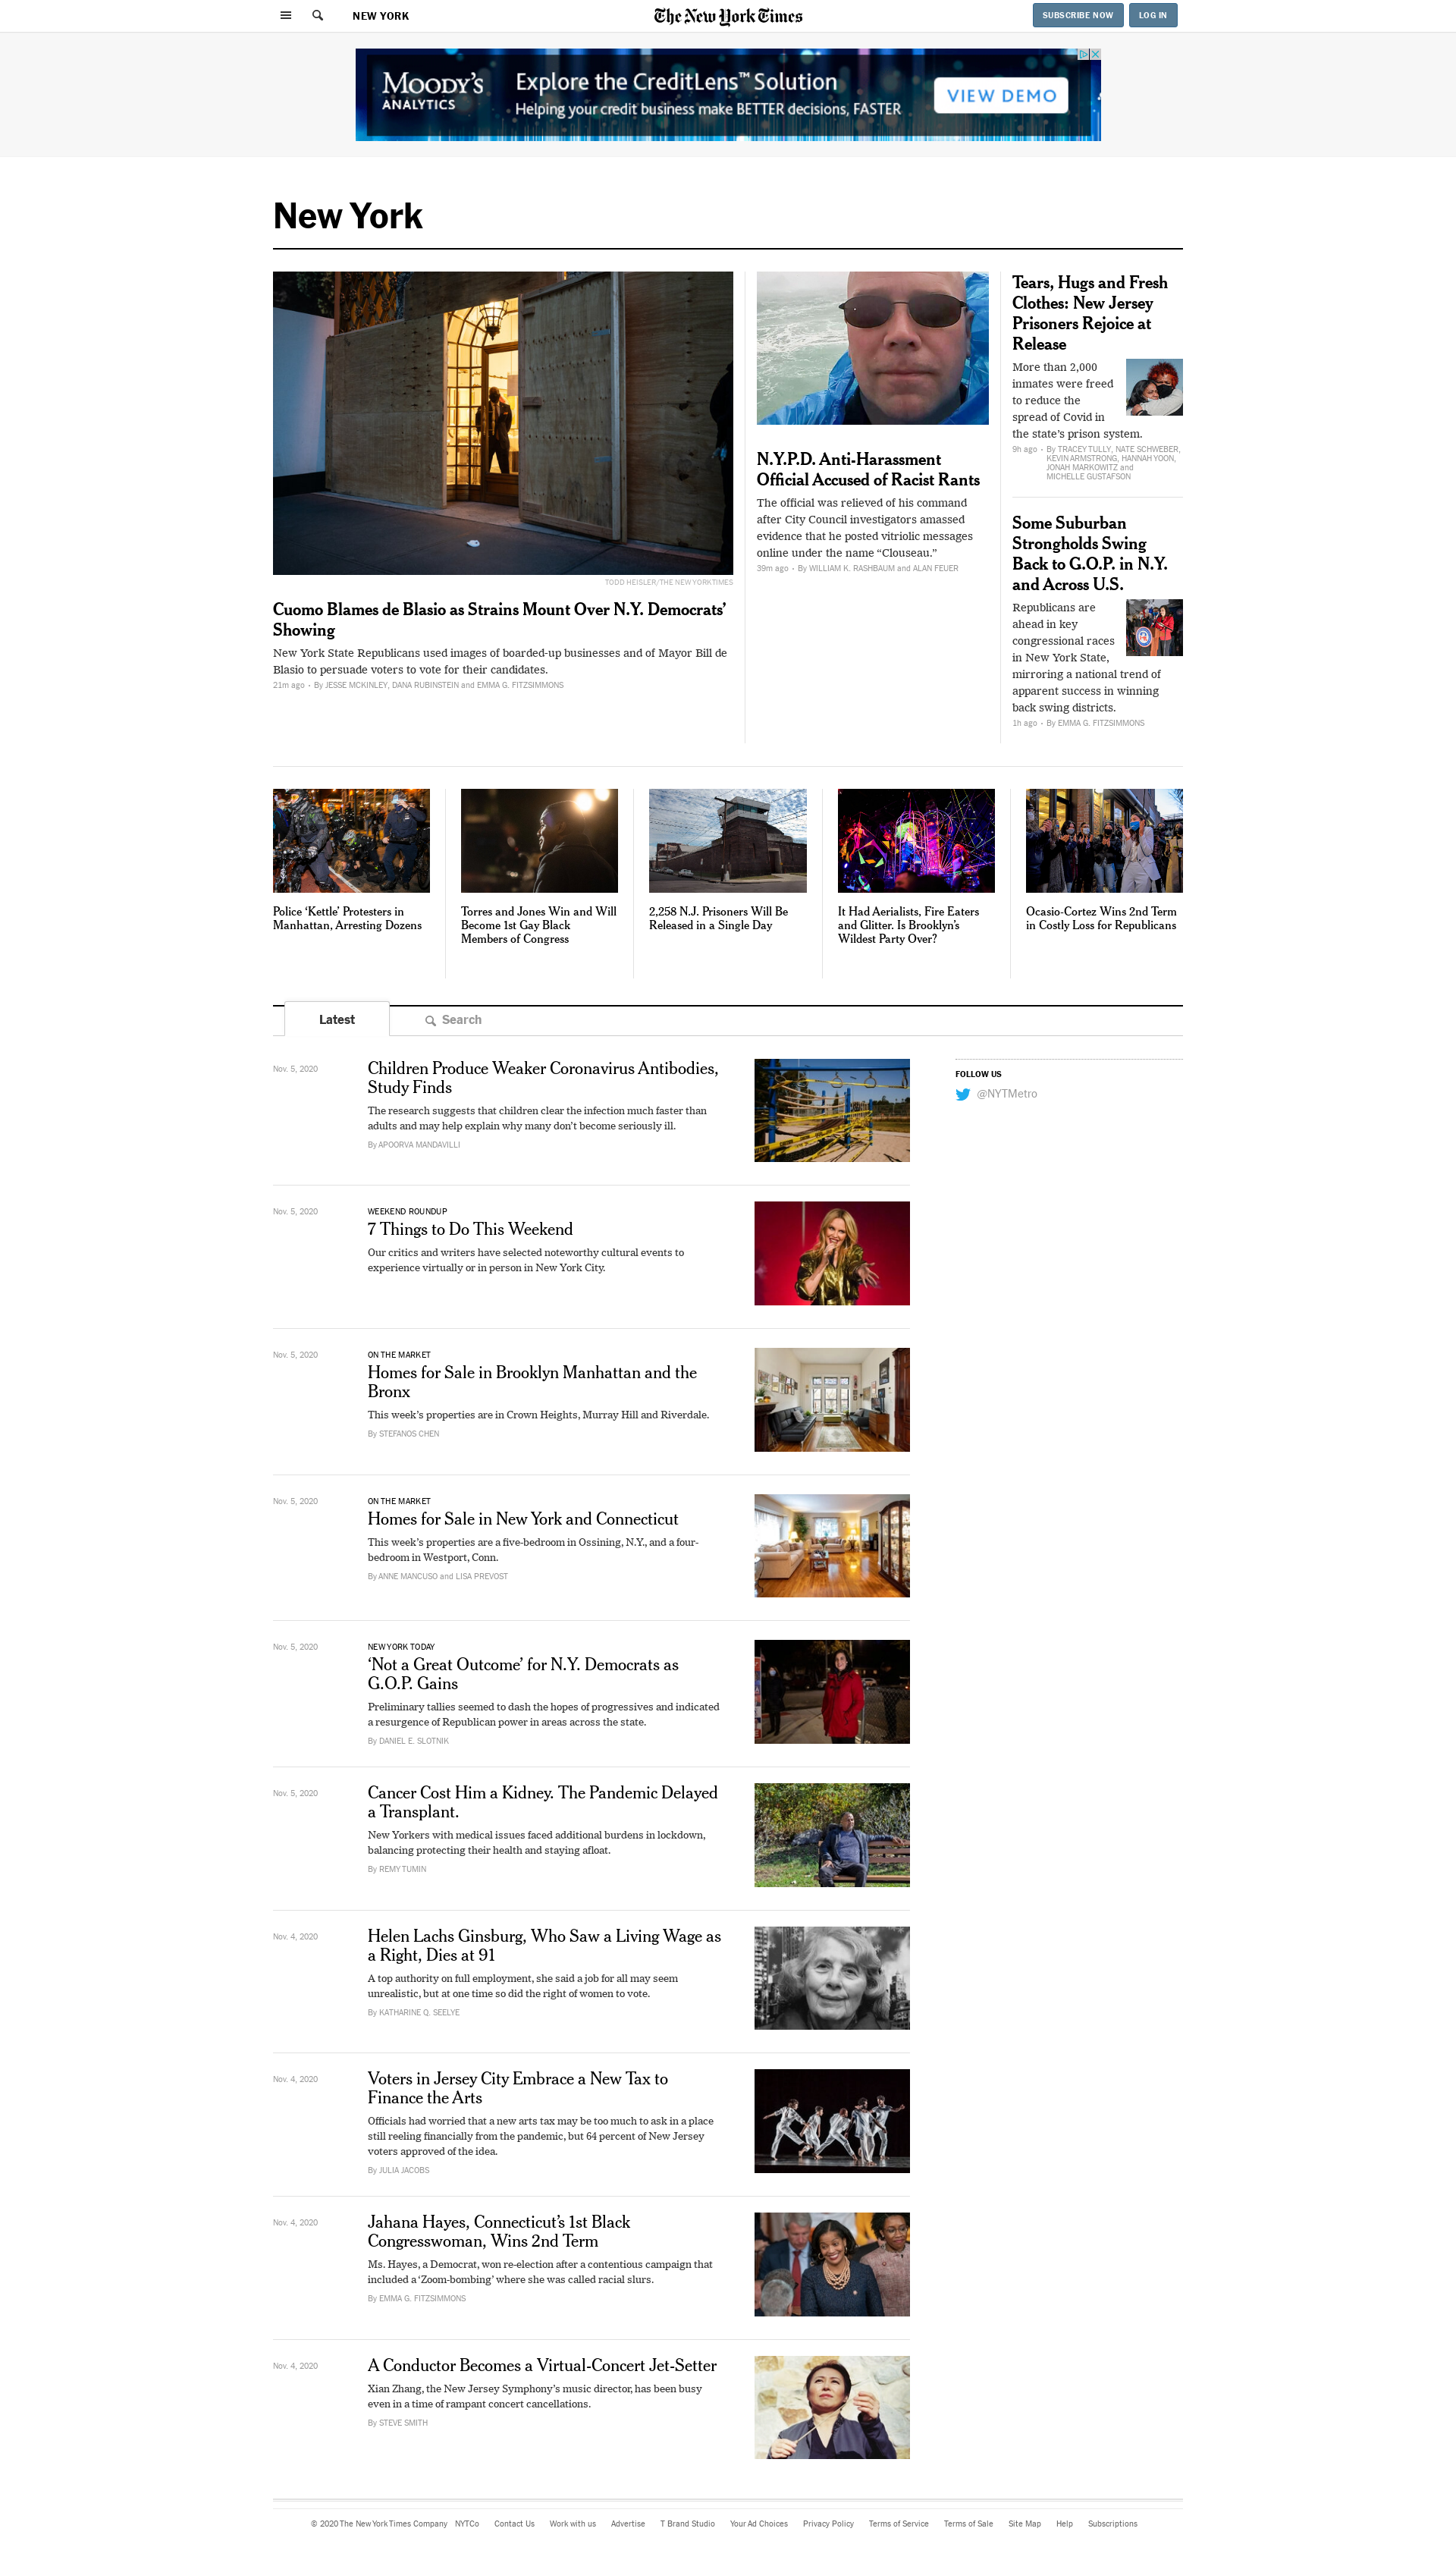 NEW YORK
The New York Times
SUBSCRIBE NOW
LOG IN
MOODY'S
ANALYTICS
Explore the CreditLens™ Solution
Helping your credit business make BETTER decisions, FASTER
VIEW DEMO
New York
TODD HEISLER/THE NEW YORK TIMES
Cuomo Blames de Blasio as Strains Mount Over N.Y. Democrats’
Showing
New York State Republicans used images of boarded-up businesses and of Mayor Bill de
Blasio to persuade voters to vote for their candidates.
21m ago • By JESSE MCKINLEY, DANA RUBINSTEIN and EMMA G. FITZSIMMONS
N.Y.P.D. Anti-Harassment
Official Accused of Racist Rants
The official was relieved of his command
after City Council investigators amassed
evidence that he posted vitriolic messages
online under the name “Clouseau.”
39m ago • By WILLIAM K. RASHBAUM and ALAN FEUER
Tears, Hugs and Fresh
Clothes: New Jersey
Prisoners Rejoice at
Release
More than 2,000
inmates were freed
to reduce the
spread of Covid in
the state’s prison system.
9h ago • By TRACEY TULLY, NATE SCHWEBER,
KEVIN ARMSTRONG, HANNAH YOON,
JONAH MARKOWITZ and
MICHELLE GUSTAFSON
Some Suburban
Strongholds Swing
Back to G.O.P. in N.Y.
and Across U.S.
Republicans are
ahead in key
congressional races
in New York State,
mirroring a national trend of
apparent success in winning
back swing districts.
1h ago • By EMMA G. FITZSIMMONS
Police ‘Kettle’ Protesters in
Manhattan, Arresting Dozens
Torres and Jones Win and Will
Become 1st Gay Black
Members of Congress
2,258 N.J. Prisoners Will Be
Released in a Single Day
It Had Aerialists, Fire Eaters
and Glitter. Is Brooklyn’s
Wildest Party Over?
Ocasio-Cortez Wins 2nd Term
in Costly Loss for Republicans
Latest
Search
Nov. 5, 2020
Children Produce Weaker Coronavirus Antibodies,
Study Finds
The research suggests that children clear the infection much faster than
adults and may help explain why many don’t become seriously ill.
By APOORVA MANDAVILLI
FOLLOW US
@NYTMetro
Nov. 5, 2020
WEEKEND ROUNDUP
7 Things to Do This Weekend
Our critics and writers have selected noteworthy cultural events to
experience virtually or in person in New York City.
Nov. 5, 2020
ON THE MARKET
Homes for Sale in Brooklyn Manhattan and the
Bronx
This week’s properties are in Crown Heights, Murray Hill and Riverdale.
By STEFANOS CHEN
Nov. 5, 2020
ON THE MARKET
Homes for Sale in New York and Connecticut
This week’s properties are a five-bedroom in Ossining, N.Y., and a four-
bedroom in Westport, Conn.
By ANNE MANCUSO and LISA PREVOST
Nov. 5, 2020
NEW YORK TODAY
‘Not a Great Outcome’ for N.Y. Democrats as
G.O.P. Gains
Preliminary tallies seemed to dash the hopes of progressives and indicated
a resurgence of Republican power in areas across the state.
By DANIEL E. SLOTNIK
Nov. 5, 2020
Cancer Cost Him a Kidney. The Pandemic Delayed
a Transplant.
New Yorkers with medical issues faced additional burdens in lockdown,
balancing protecting their health and staying afloat.
By REMY TUMIN
Nov. 4, 2020
Helen Lachs Ginsburg, Who Saw a Living Wage as
a Right, Dies at 91
A top authority on full employment, she said a job for all may seem
unrealistic, but at one time so did the right of women to vote.
By KATHARINE Q. SEELYE
Nov. 4, 2020
Voters in Jersey City Embrace a New Tax to
Finance the Arts
Officials had worried that a new arts tax may be too much to ask in a place
still reeling financially from the pandemic, but 64 percent of New Jersey
voters approved of the idea.
By JULIA JACOBS
Nov. 4, 2020
Jahana Hayes, Connecticut’s 1st Black
Congresswoman, Wins 2nd Term
Ms. Hayes, a Democrat, won re-election after a contentious campaign that
included a ‘Zoom-bombing’ where she was called racial slurs.
By EMMA G. FITZSIMMONS
Nov. 4, 2020
A Conductor Becomes a Virtual-Concert Jet-Setter
Xian Zhang, the New Jersey Symphony’s music director, has been busy
even in a time of rampant concert cancellations.
By STEVE SMITH
© 2020 The New York Times Company NYTCo Contact Us Work with us Advertise T Brand Studio Your Ad Choices Privacy Policy Terms of Service Terms of Sale Site Map Help Subscriptions